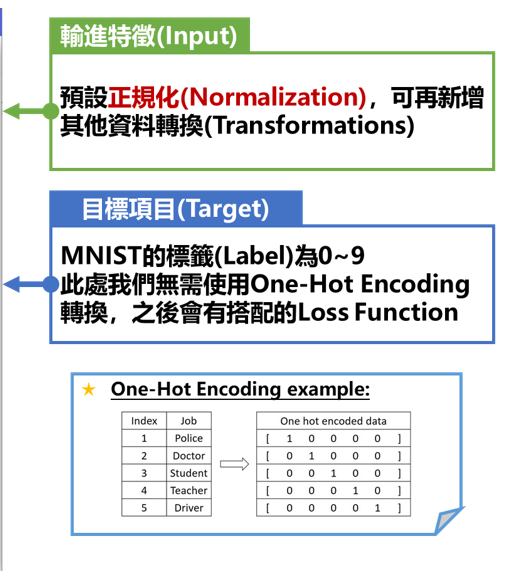 輸進特徵(Input)
預設正規化(Normalization)，可再新增
其他資料轉換(Transformations)
目標項目(Target)
MNIST的標籤(Label)為0~9
此處我們無需使用One-Hot Encoding
轉換，之後會有搭配的Loss Function
★ One-Hot Encoding example:
Index Job One hot encoded data
1 Police [ 1 0 0 0 0 ]
2 Doctor [ 0 1 0 0 0 ]
3 Student [ 0 0 1 0 0 ]
4 Teacher [ 0 0 0 1 0 ]
5 Driver [ 0 0 0 0 1 ]